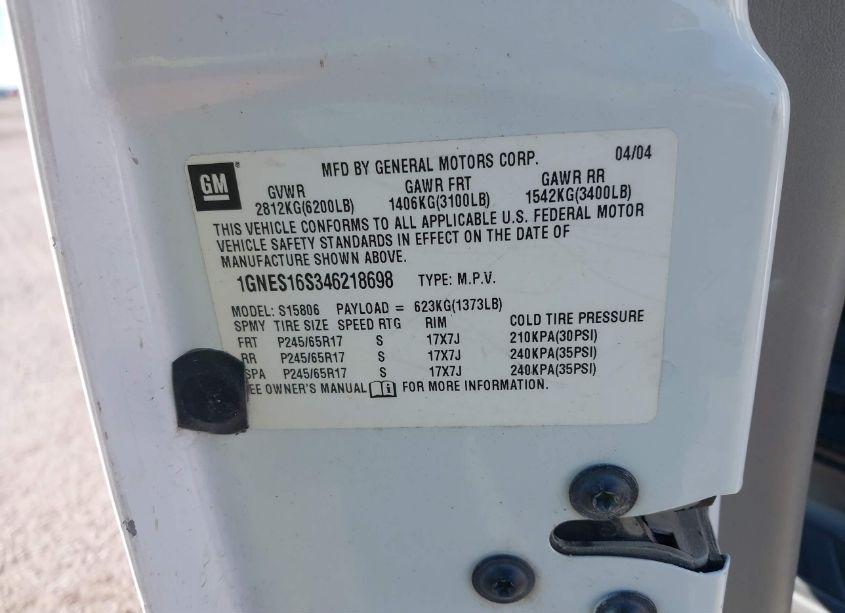 GM ®
MFD BY GENERAL MOTORS CORP. 04/04
GVWR GAWR FRT GAWR RR
2812KG(6200LB) 1406KG(3100LB) 1542KG(3400LB)
THIS VEHICLE CONFORMS TO ALL APPLICABLE U.S. FEDERAL MOTOR
VEHICLE SAFETY STANDARDS IN EFFECT ON THE DATE OF
MANUFACTURE SHOWN ABOVE.
1GNES16S346218698 TYPE: M.P.V.
MODEL: S15806 PAYLOAD = 623KG(1373LB)
SPMY TIRE SIZE SPEED RTG RIM COLD TIRE PRESSURE
FRT P245/65R17 S 17X7J 210KPA(30PSI)
RR P245/65R17 S 17X7J 240KPA(35PSI)
SPA P245/65R17 S 17X7J 240KPA(35PSI)
EE OWNER'S MANUAL i FOR MORE INFORMATION.